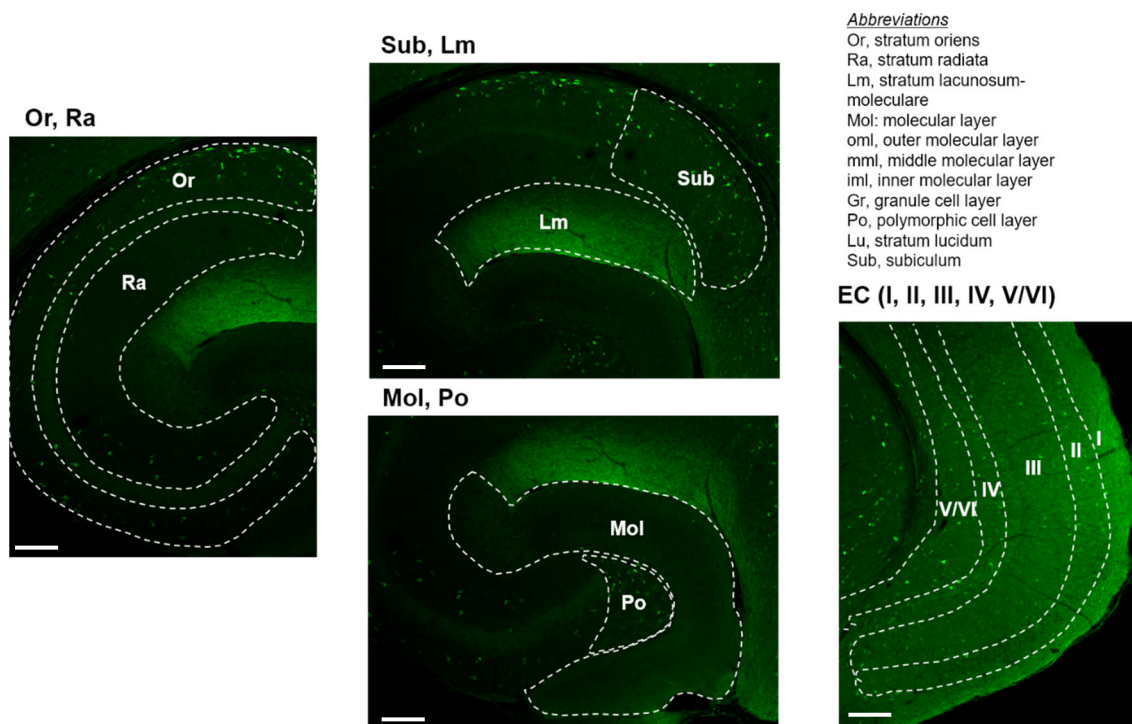 Or, Ra
Or
Ra
Sub, Lm
Sub
Lm
Mol, Po
Mol
Po
Abbreviations
Or, stratum oriens
Ra, stratum radiata
Lm, stratum lacunosum-
moleculare
Mol: molecular layer
oml, outer molecular layer
mml, middle molecular layer
iml, inner molecular layer
Gr, granule cell layer
Po, polymorphic cell layer
Lu, stratum lucidum
Sub, subiculum
EC (I, II, III, IV, V/VI)
I
II
III
IV
V/VI